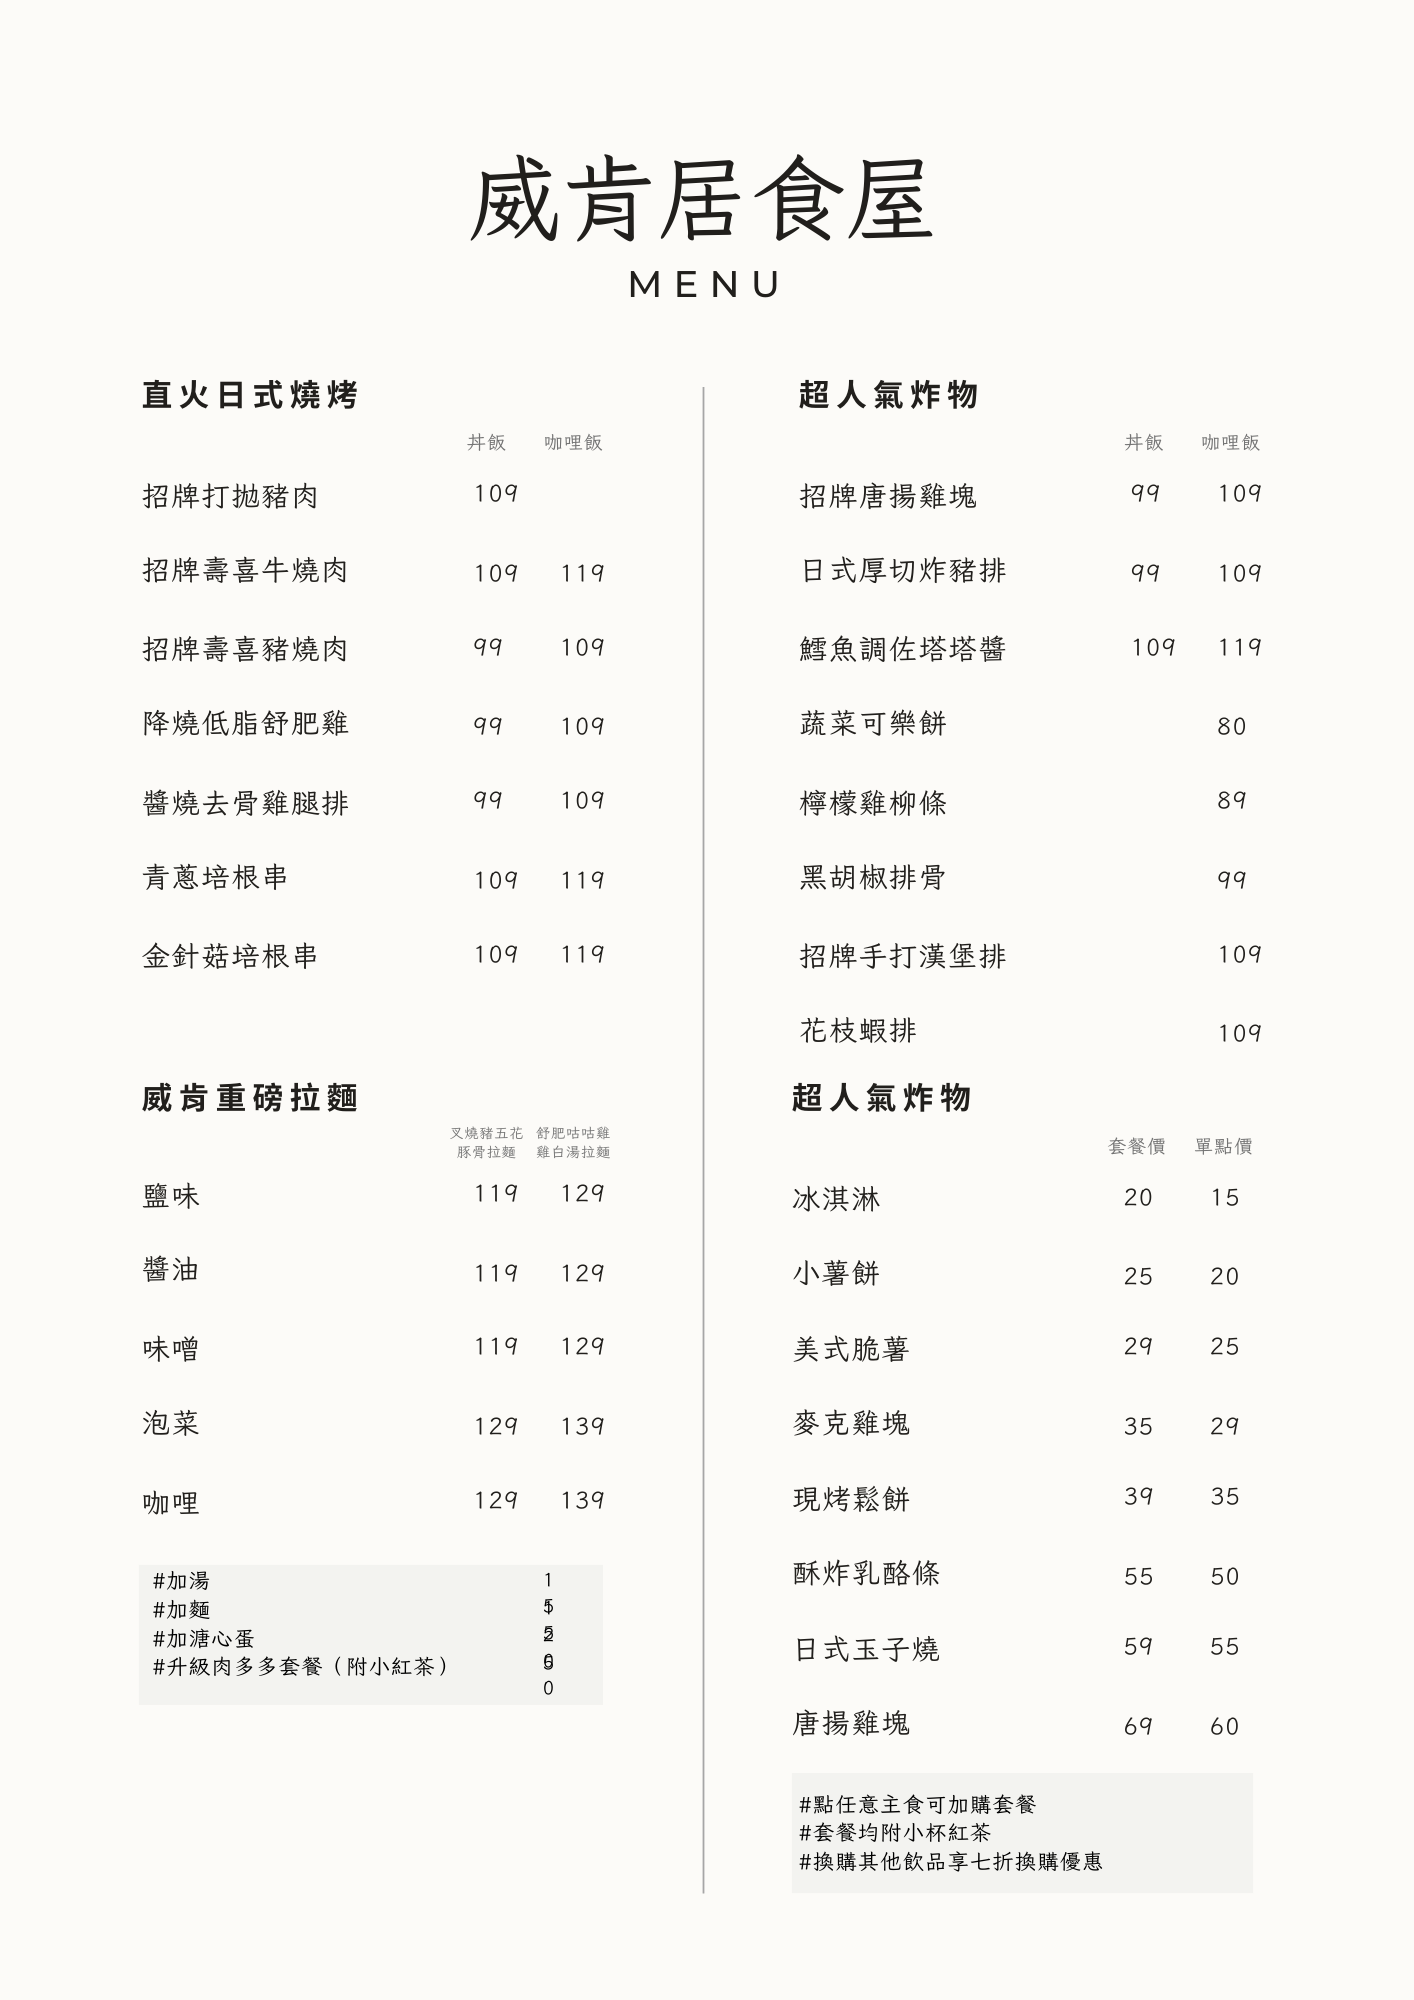 威肯居食屋
MENU
直火日式燒烤
丼飯 咖哩飯
招牌打拋豬肉 109
招牌壽喜牛燒肉 109 119
招牌壽喜豬燒肉 99 109
降燒低脂舒肥雞 99 109
醬燒去骨雞腿排 99 109
青蔥培根串 109 119
金針菇培根串 109 119
威肯重磅拉麵
叉燒豬五花 舒肥咕咕雞
豚骨拉麵 雞白湯拉麵
鹽味 119 129
醬油 119 129
味噌 119 129
泡菜 129 139
咖哩 129 139
#加湯
#加麵
#加溏心蛋
#升級肉多多套餐（附小紅茶）
超人氣炸物
丼飯 咖哩飯
招牌唐揚雞塊 99 109
日式厚切炸豬排 99 109
鱈魚調佐塔塔醬 109 119
蔬菜可樂餅 80
檸檬雞柳條 89
黑胡椒排骨 99
招牌手打漢堡排 109
花枝蝦排 109
超人氣炸物
套餐價 單點價
冰淇淋 20 15
小薯餅 25 20
美式脆薯 29 25
麥克雞塊 35 29
現烤鬆餅 39 35
酥炸乳酪條 55 50
日式玉子燒 59 55
唐揚雞塊 69 60
#點任意主食可加購套餐
#套餐均附小杯紅茶
#換購其他飲品享七折換購優惠